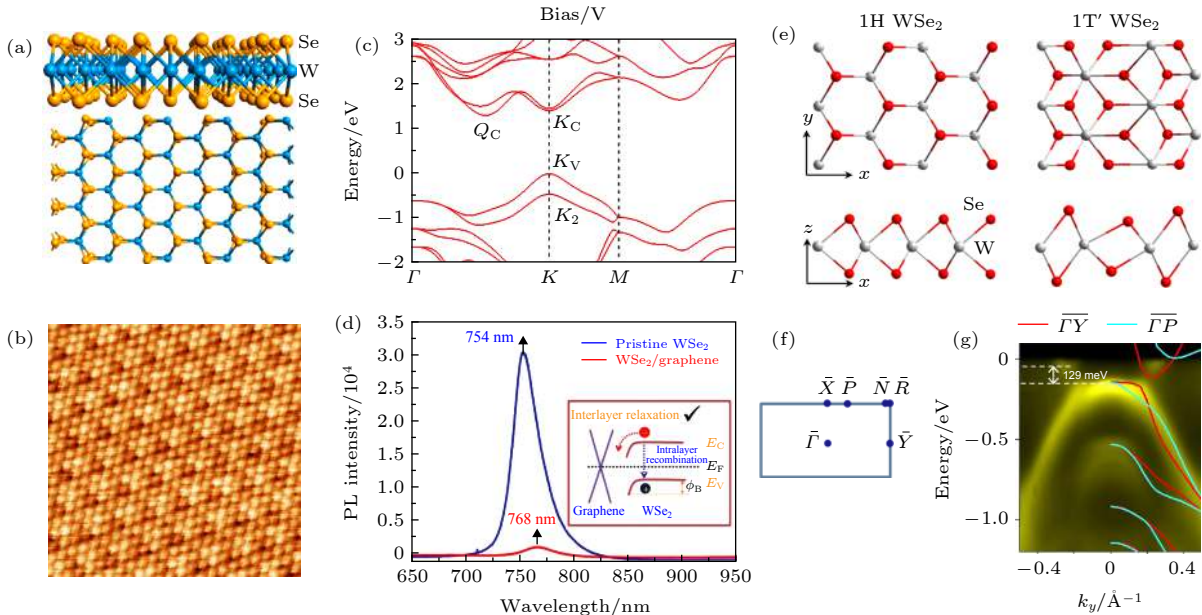 Bias/V
(a)
Se
W
Se
(b)
(c)
Energy/eV
3
2
1
0
−1
−2
Q_C
K_C
K_V
K_2
Γ
K
M
Γ
(d)
PL intensity/10⁴
3.5
3.0
2.5
2.0
1.5
1.0
0.5
0
754 nm
768 nm
Pristine WSe₂
WSe₂/graphene
Interlayer relaxation ✓
E_C
Intralayer
recombination
E_F
ϕ_B
E_V
Graphene
WSe₂
650
700
750
800
850
900
950
Wavelength/nm
(e)
1H WSe₂
1T′ WSe₂
y
x
Se
W
z
x
(f)
X̄
P̄
N̄
R̄
Γ̄
Ȳ
(g)
Γ̅Y̅
Γ̅P̅
129 meV
Energy/eV
0
−0.5
−1.0
−0.4
0
0.4
k_y/Å⁻¹